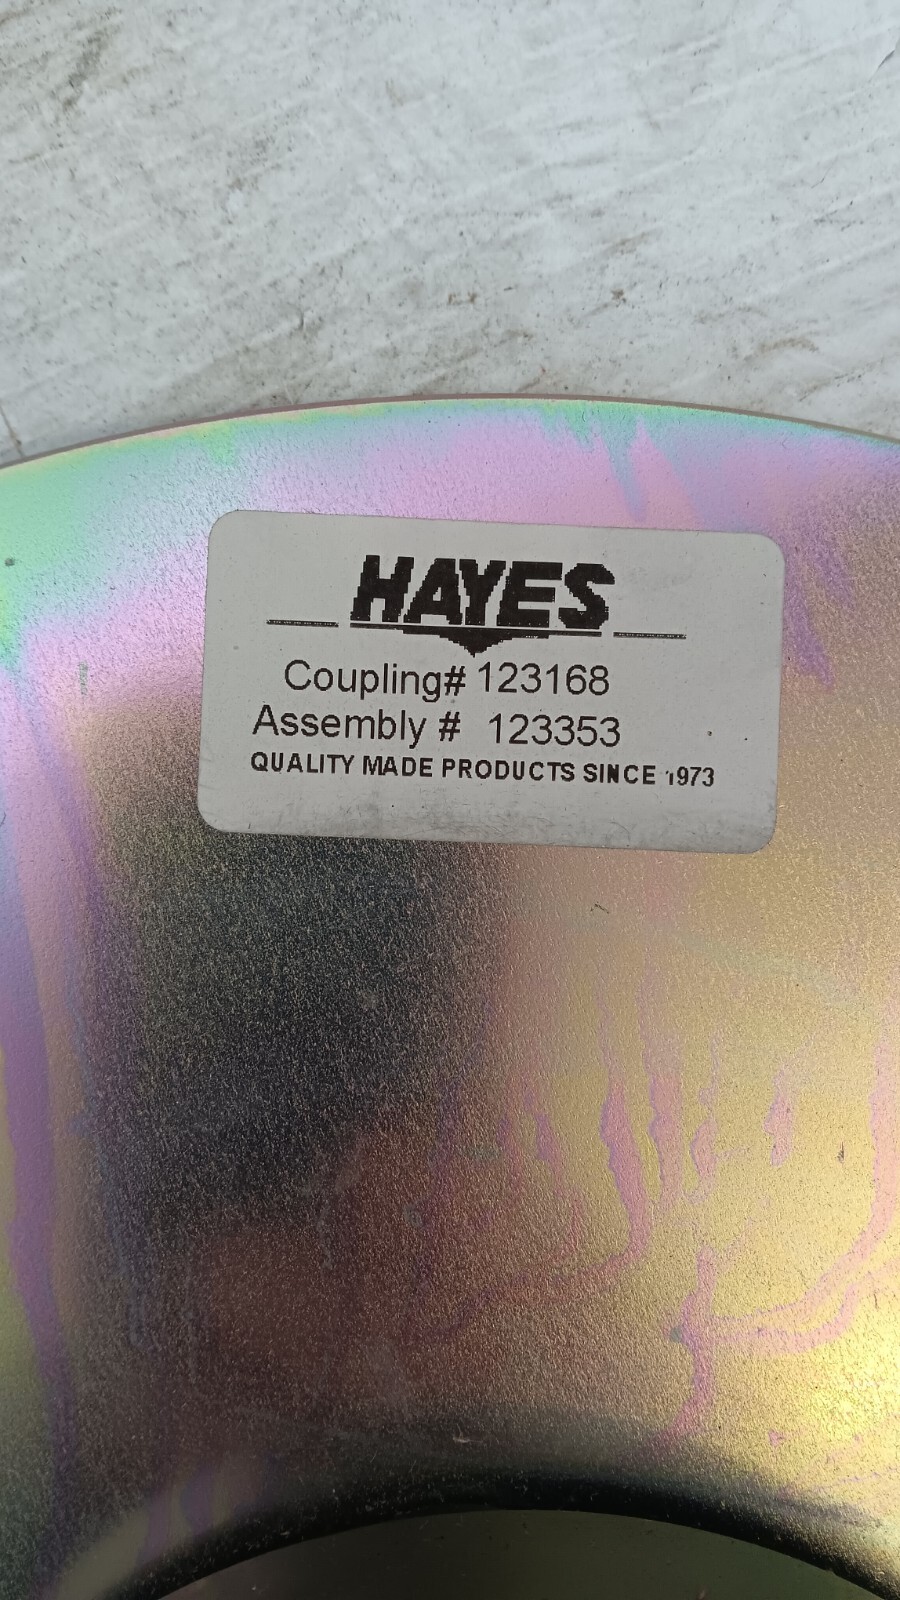 HAYES
Coupling# 123168
Assembly # 123353
QUALITY MADE PRODUCTS SINCE 1973